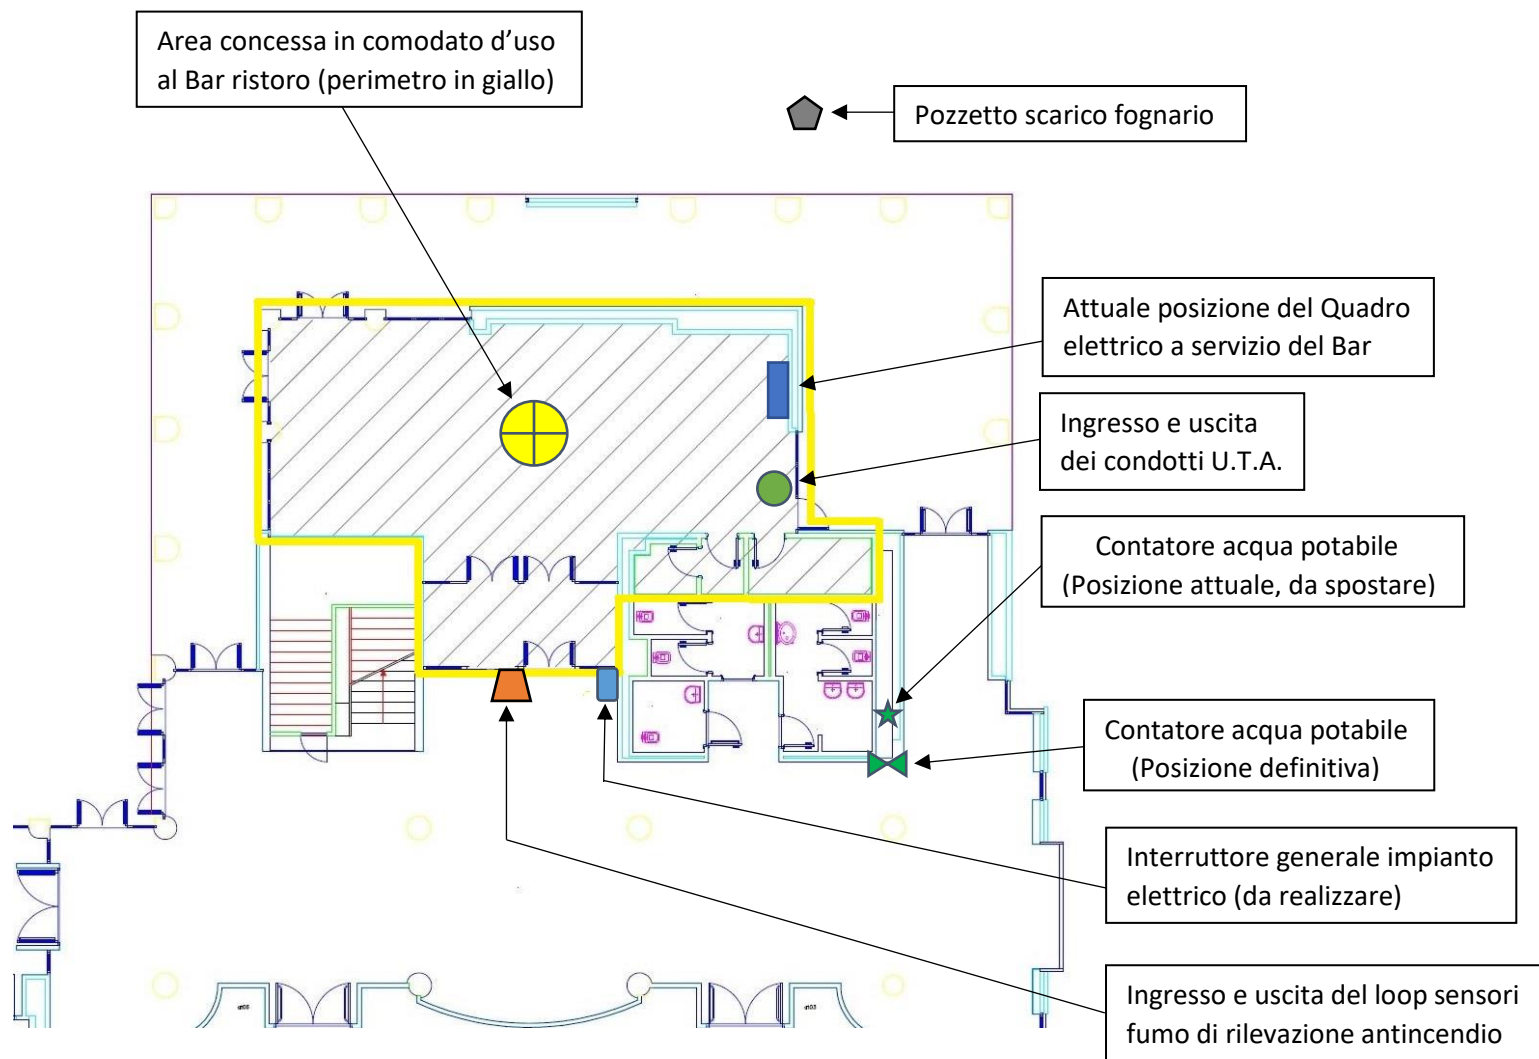 Area concessa in comodato d’uso
al Bar ristoro (perimetro in giallo)
Pozzetto scarico fognario
Attuale posizione del Quadro
elettrico a servizio del Bar
Ingresso e uscita
dei condotti U.T.A.
Contatore acqua potabile
(Posizione attuale, da spostare)
Contatore acqua potabile
(Posizione definitiva)
Interruttore generale impianto
elettrico (da realizzare)
Ingresso e uscita del loop sensori
fumo di rilevazione antincendio